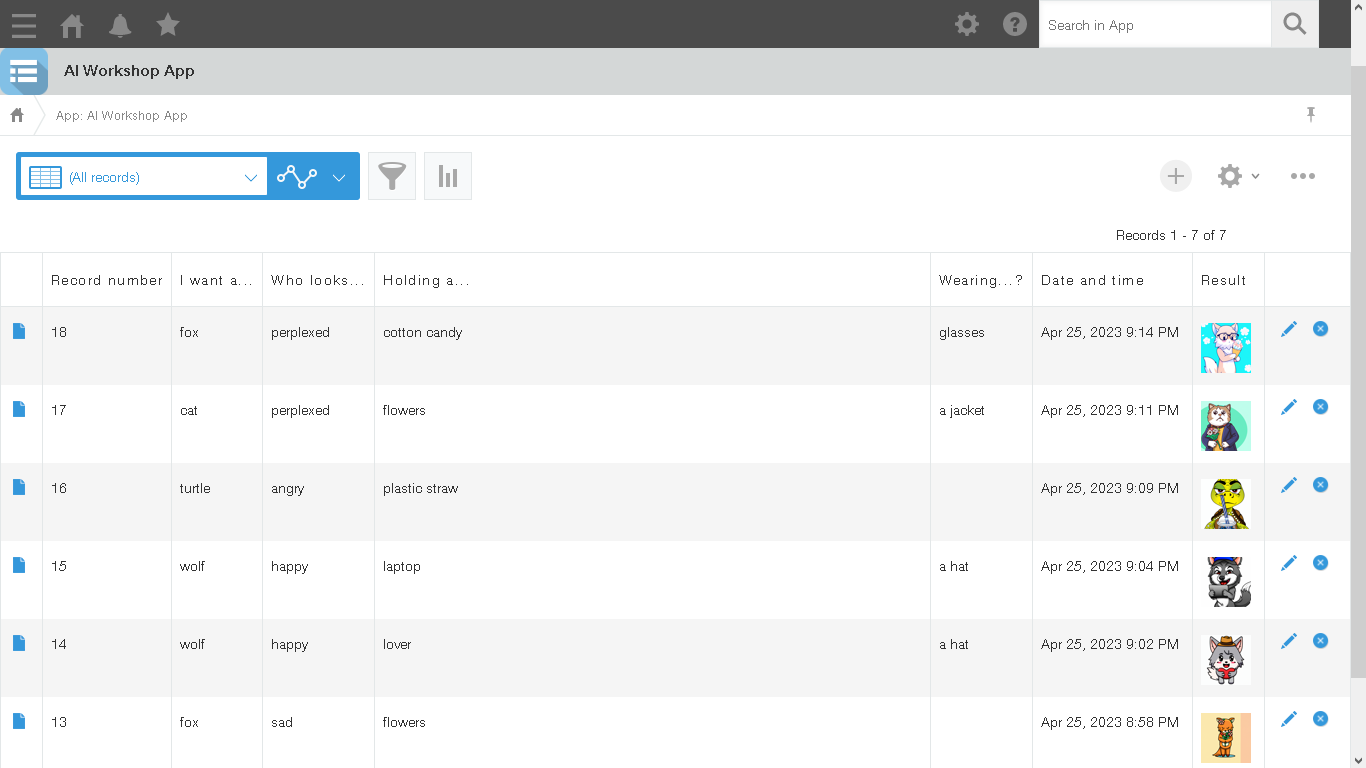 Search in App
AI Workshop App
App: AI Workshop App
(All records)
Records 1 - 7 of 7
Record number I want a... Who looks... Holding a... Wearing...? Date and time Result
18 fox perplexed cotton candy glasses Apr 25, 2023 9:14 PM
17 cat perplexed flowers a jacket Apr 25, 2023 9:11 PM
16 turtle angry plastic straw Apr 25, 2023 9:09 PM
15 wolf happy laptop a hat Apr 25, 2023 9:04 PM
14 wolf happy lover a hat Apr 25, 2023 9:02 PM
13 fox sad flowers Apr 25, 2023 8:58 PM